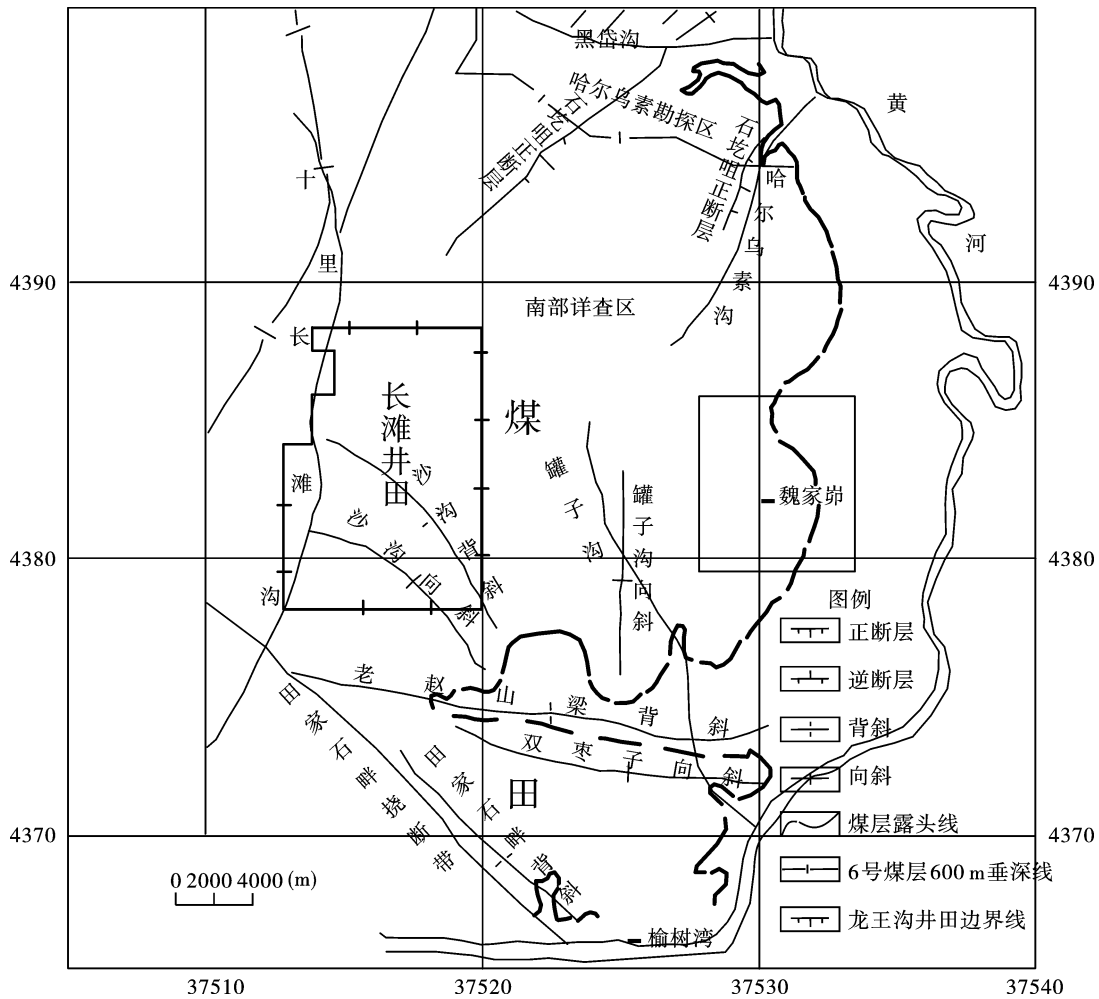 黑岱沟
哈尔乌素勘探区
石圪咀正断层
石圪咀正断层
黄河
哈尔乌素沟
十里长滩沟
4390
4390
南部详查区
长滩井田
煤田
沙沟背斜
沙沟向斜
罐子沟
罐子沟向斜
魏家峁
4380
4380
老赵山梁背斜
双枣子向斜
田家石畔挠断带
田家石畔背斜
4370
4370
0 2000 4000 (m)
榆树湾
图例
正断层
逆断层
背斜
向斜
煤层露头线
6号煤层600m垂深线
龙王沟井田边界线
37510
37520
37530
37540